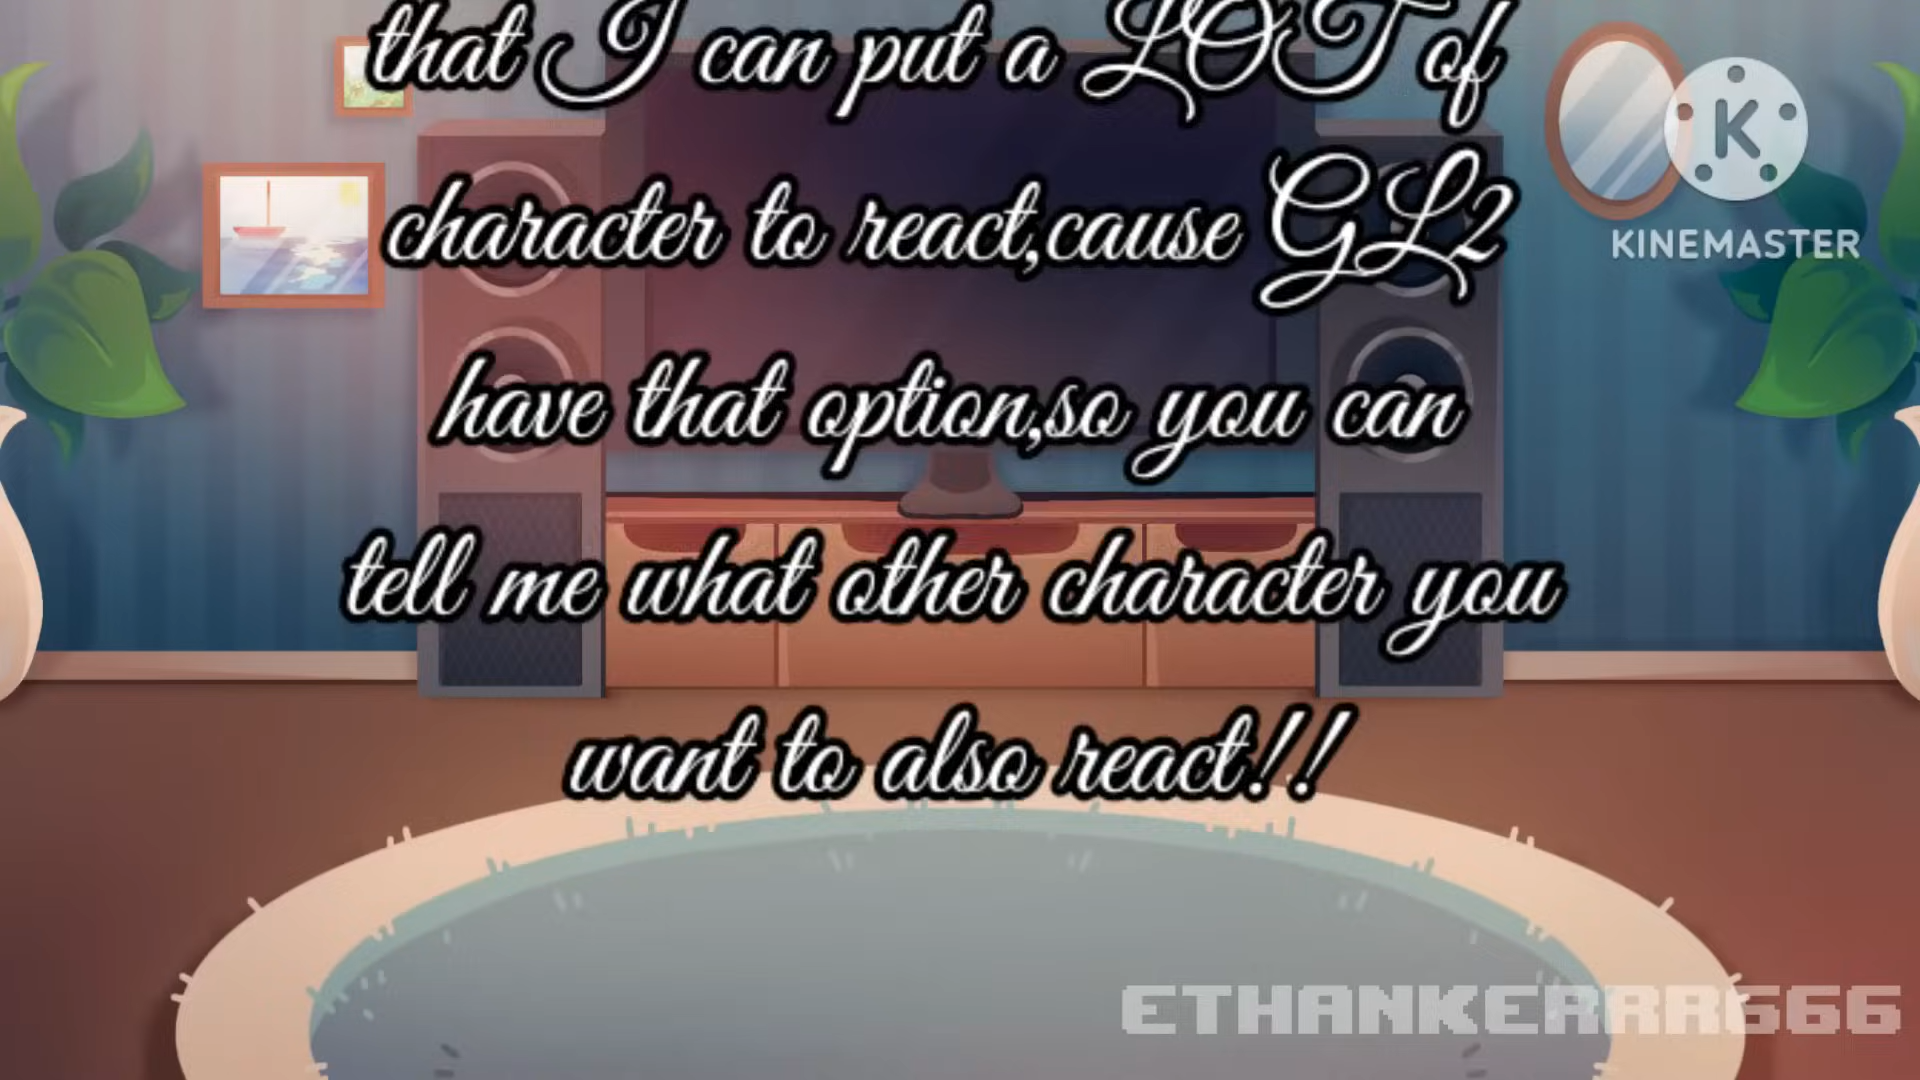 that I can put a LOT of
character to react,cause GL2
have that option,so you can
tell me what other character you
want to also react!!
K
KINEMASTER
ETHANKERRR666